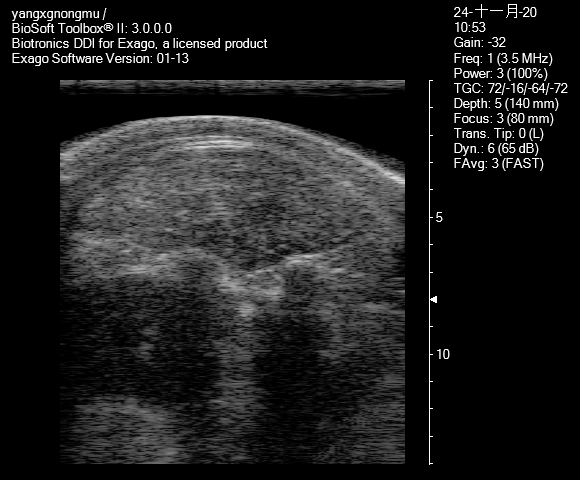 yangxgnongmu /
BioSoft Toolbox® II: 3.0.0.0
Biotronics DDI for Exago, a licensed product
Exago Software Version: 01-13
24-十一月-20
10:53
Gain: -32
Freq: 1 (3.5 MHz)
Power: 3 (100%)
TGC: 72/-16/-64/-72
Depth: 5 (140 mm)
Focus: 3 (80 mm)
Trans. Tip: 0 (L)
Dyn.: 6 (65 dB)
FAvg: 3 (FAST)
5
10